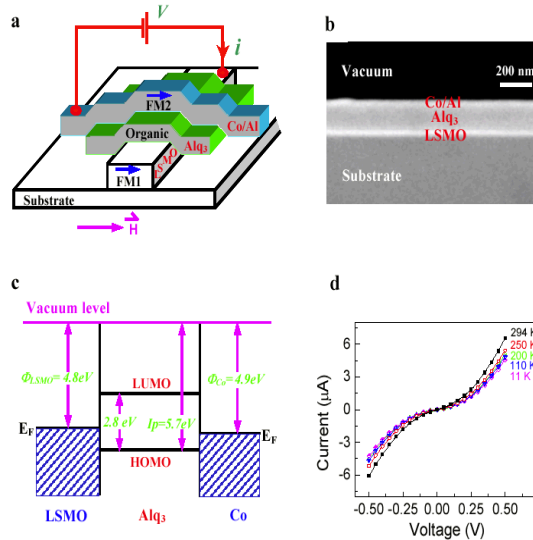 a
V
i
FM2
Organic
Co/Al
Alq3
LSMO
FM1
Substrate
H
b
Vacuum
200 nm
Co/Al
Alq3
LSMO
Substrate
c
Vacuum level
ΦLSMO=4.8eV
ΦCo=4.9eV
LUMO
2.8 eV
Ip=5.7eV
EF
EF
HOMO
LSMO
Alq3
Co
d
294 K
250 K
200 K
110 K
11 K
Current (μA)
6
3
0
-3
-6
-0.50
-0.25
0.00
0.25
0.50
Voltage (V)